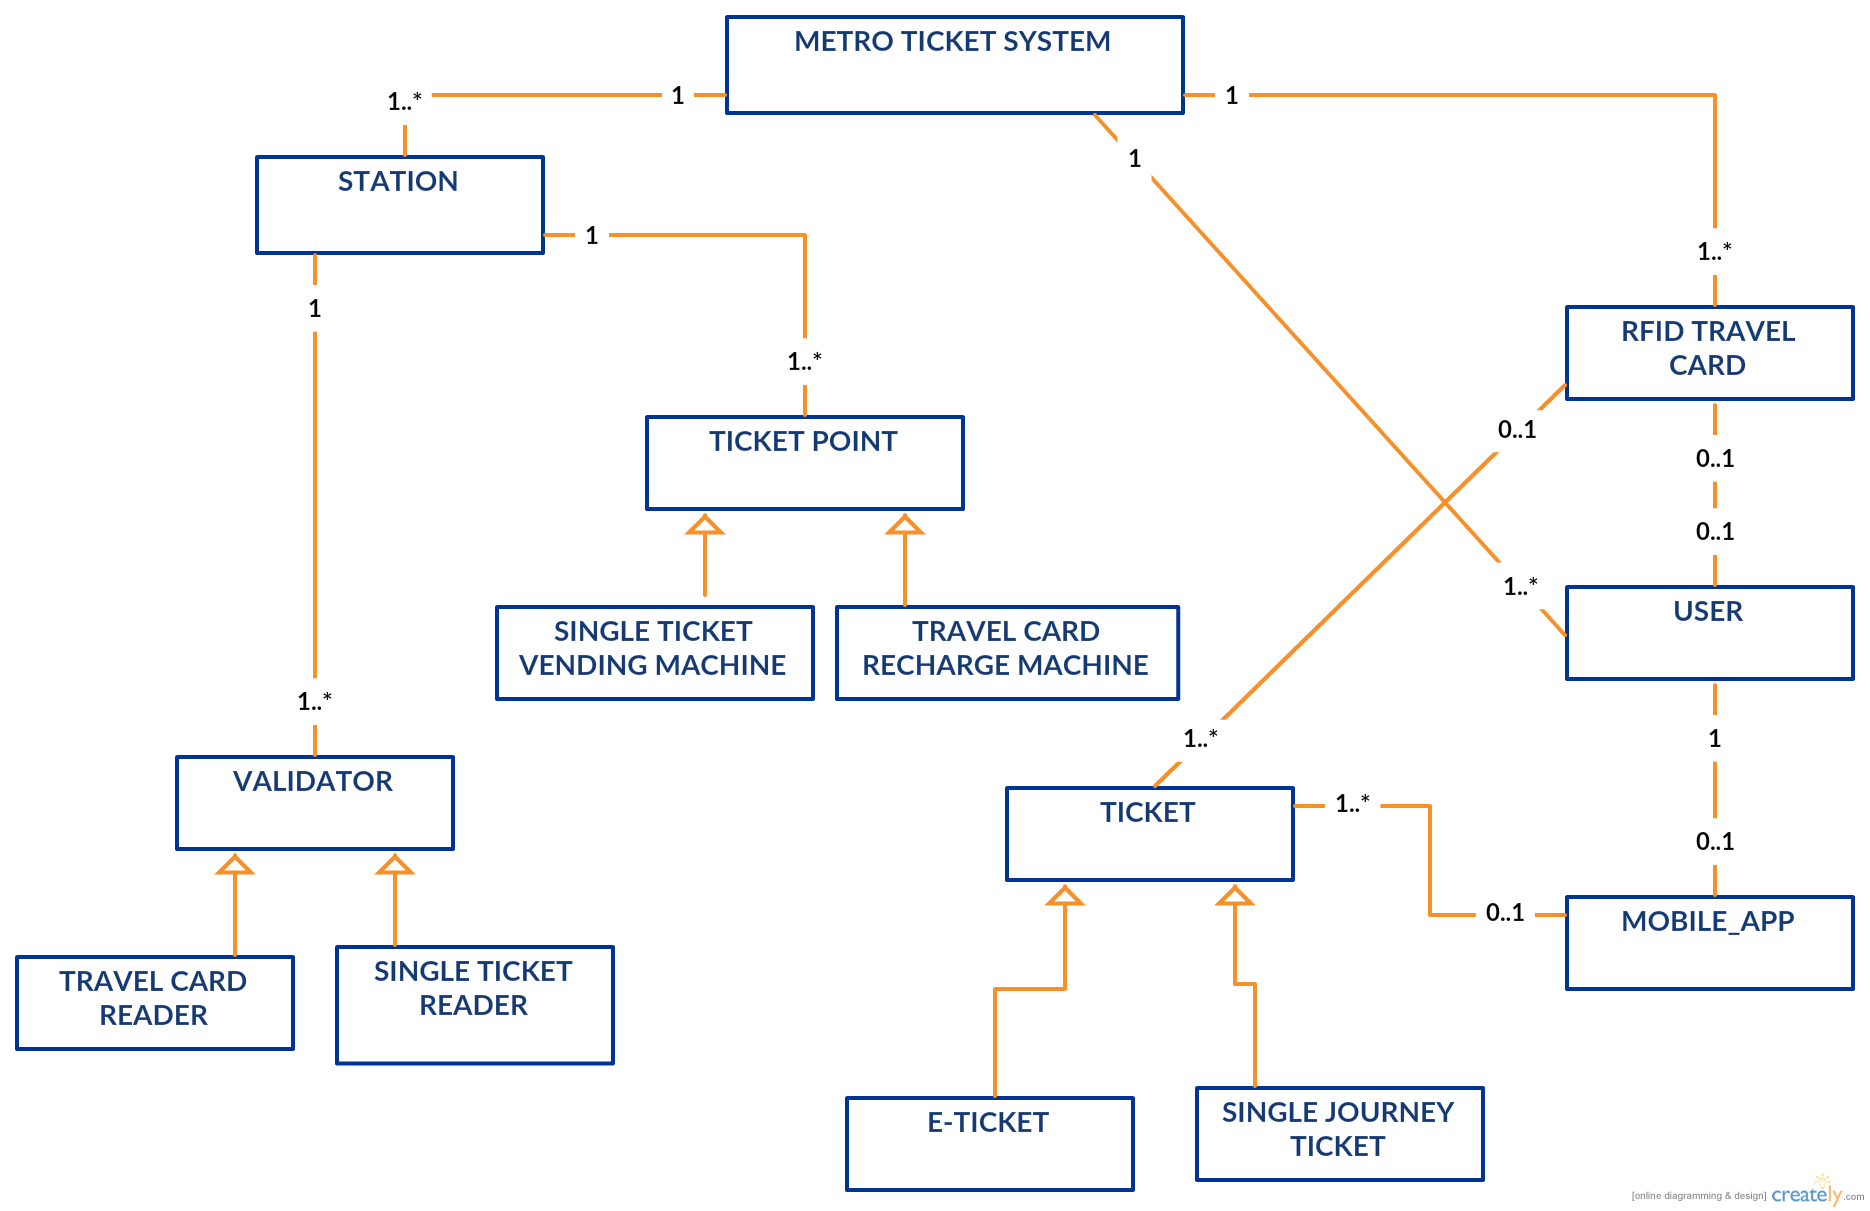 METRO TICKET SYSTEM
1..*
1
1
1
STATION
1
1..*
1
RFID TRAVEL
CARD
1..*
0..1
TICKET POINT
0..1
0..1
1..*
USER
SINGLE TICKET
VENDING MACHINE
TRAVEL CARD
RECHARGE MACHINE
1..*
1..*
1
VALIDATOR
TICKET
1..*
0..1
0..1
MOBILE_APP
TRAVEL CARD
READER
SINGLE TICKET
READER
E-TICKET
SINGLE JOURNEY
TICKET
[online diagramming & design] creately.com